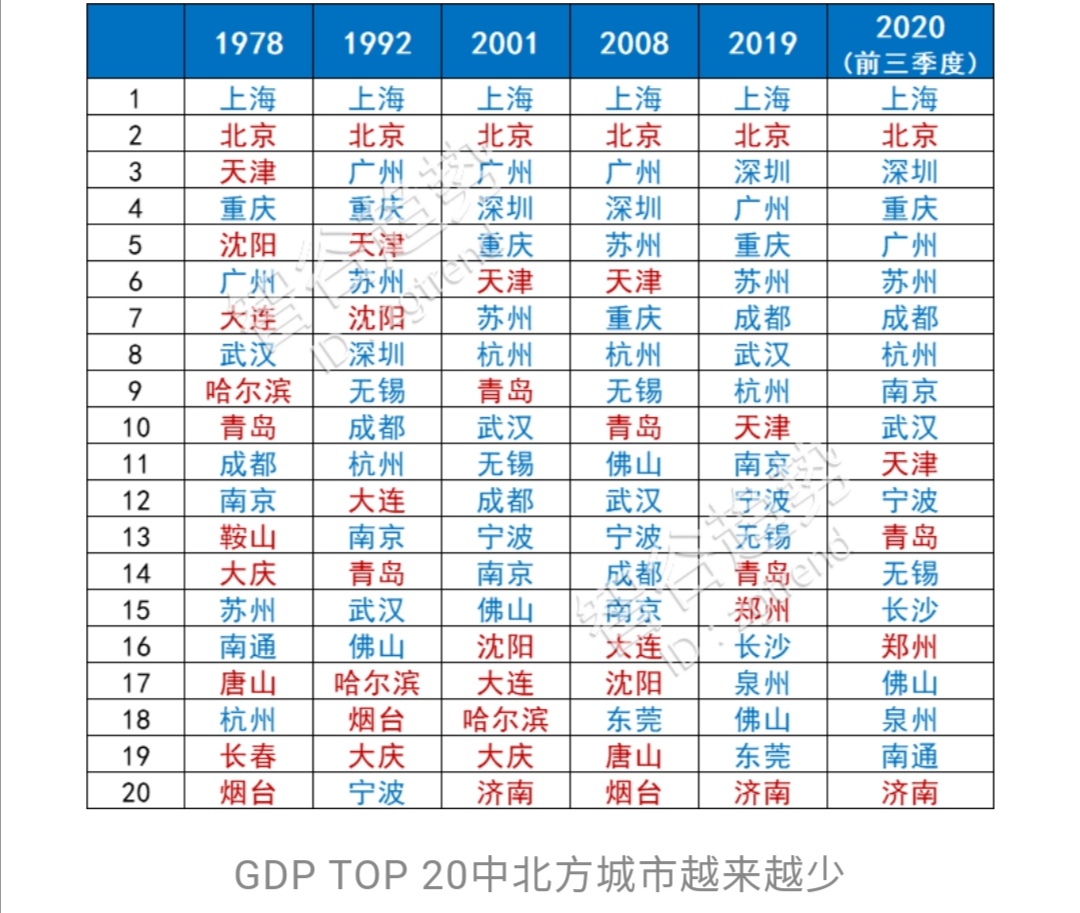 1978 1992 2001 2008 2019 2020
(前三季度)
1 上海 上海 上海 上海 上海 上海
2 北京 北京 北京 北京 北京 北京
3 天津 广州 广州 广州 深圳 深圳
4 重庆 重庆 深圳 深圳 广州 重庆
5 沈阳 天津 重庆 苏州 重庆 广州
6 广州 苏州 天津 天津 苏州 苏州
7 大连 沈阳 苏州 重庆 成都 成都
8 武汉 深圳 杭州 杭州 武汉 杭州
9 哈尔滨 无锡 青岛 无锡 杭州 南京
10 青岛 成都 武汉 青岛 天津 武汉
11 成都 杭州 无锡 佛山 南京 天津
12 南京 大连 成都 武汉 宁波 宁波
13 鞍山 南京 宁波 宁波 无锡 青岛
14 大庆 青岛 南京 成都 青岛 无锡
15 苏州 武汉 佛山 南京 郑州 长沙
16 南通 佛山 沈阳 大连 长沙 郑州
17 唐山 哈尔滨 大连 沈阳 泉州 佛山
18 杭州 烟台 哈尔滨 东莞 佛山 泉州
19 长春 大庆 大庆 唐山 东莞 南通
20 烟台 宁波 济南 烟台 济南 济南
智谷趋势
ID:zgtrend
智谷趋势
ID:zgtrend
GDP TOP 20中北方城市越来越少